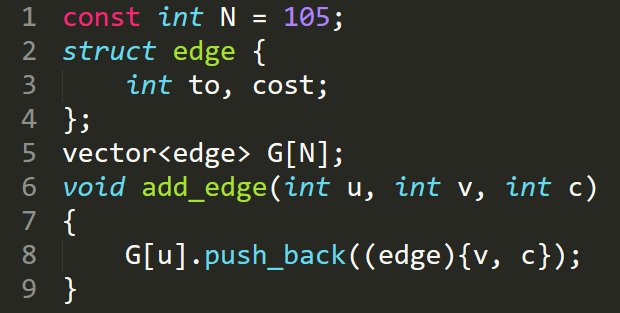 1 const int N = 105;
2 struct edge {
3     int to, cost;
4 };
5 vector<edge> G[N];
6 void add_edge(int u, int v, int c)
7 {
8     G[u].push_back((edge){v, c});
9 }